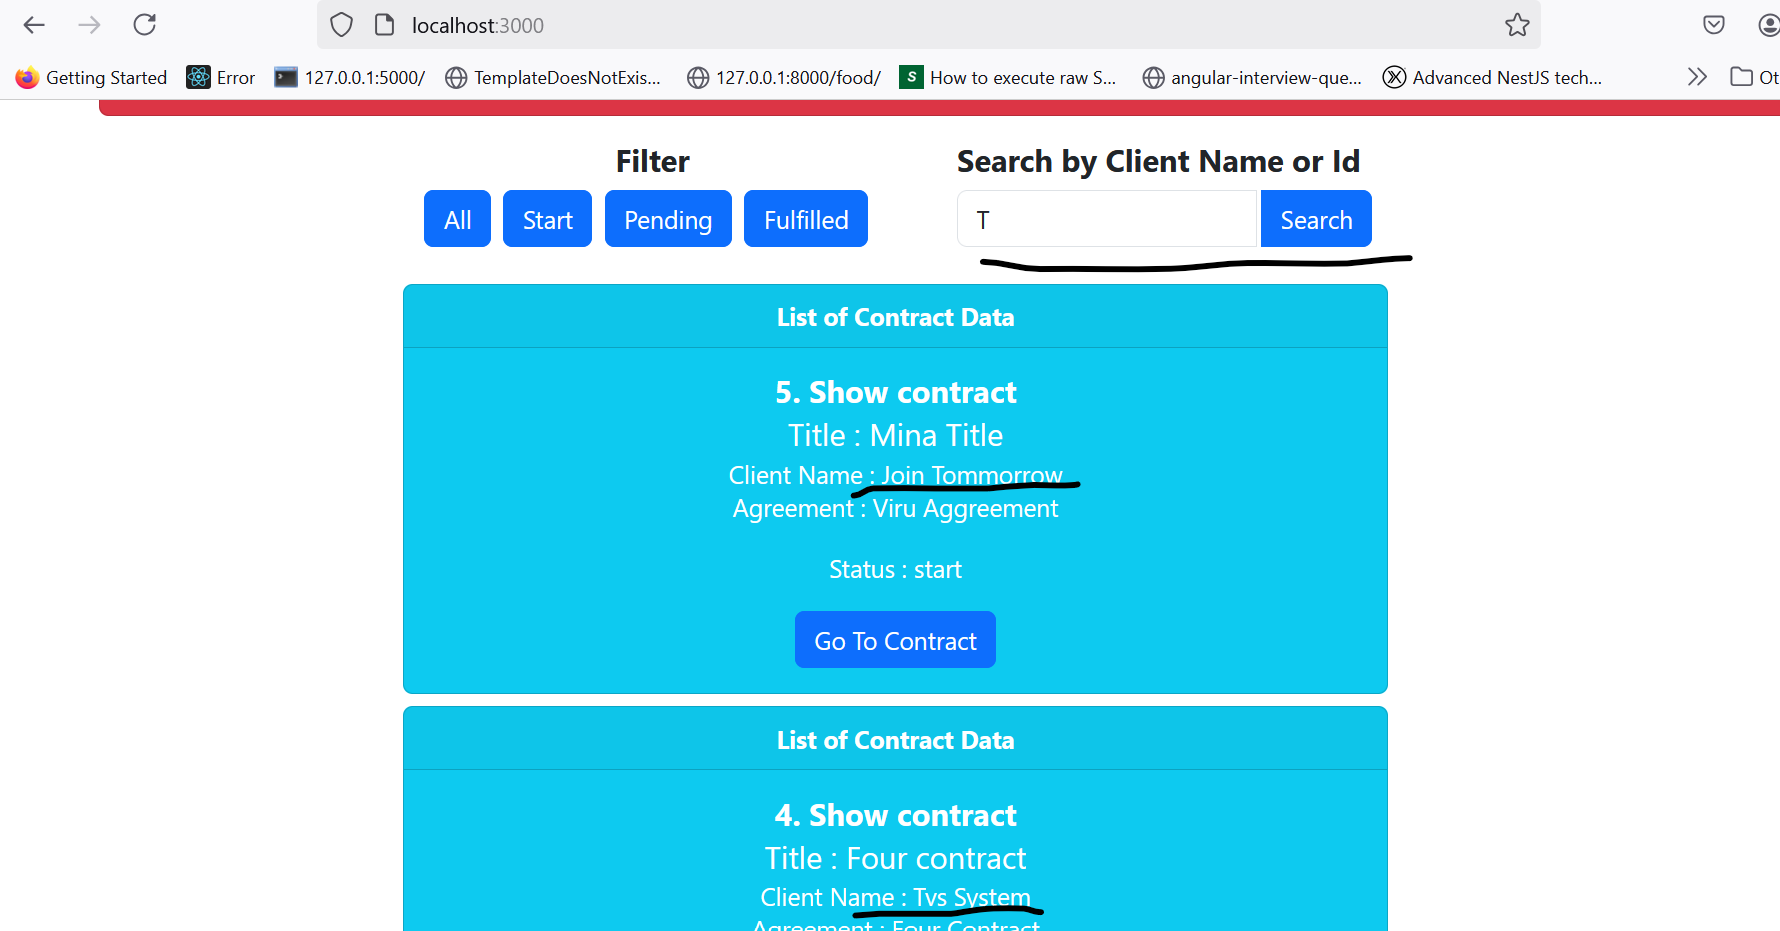 localhost:3000
Getting Started Error 127.0.0.1:5000/ TemplateDoesNotExis... 127.0.0.1:8000/food/ S How to execute raw S... angular-interview-que... Advanced NestJS tech... Ot
Filter
All Start Pending Fulfilled
Search by Client Name or Id
T Search
List of Contract Data
5. Show contract
Title : Mina Title
Client Name : Join Tommorrow
Agreement : Viru Aggreement
Status : start
Go To Contract
List of Contract Data
4. Show contract
Title : Four contract
Client Name : Tvs System
Agreement : Four Contract